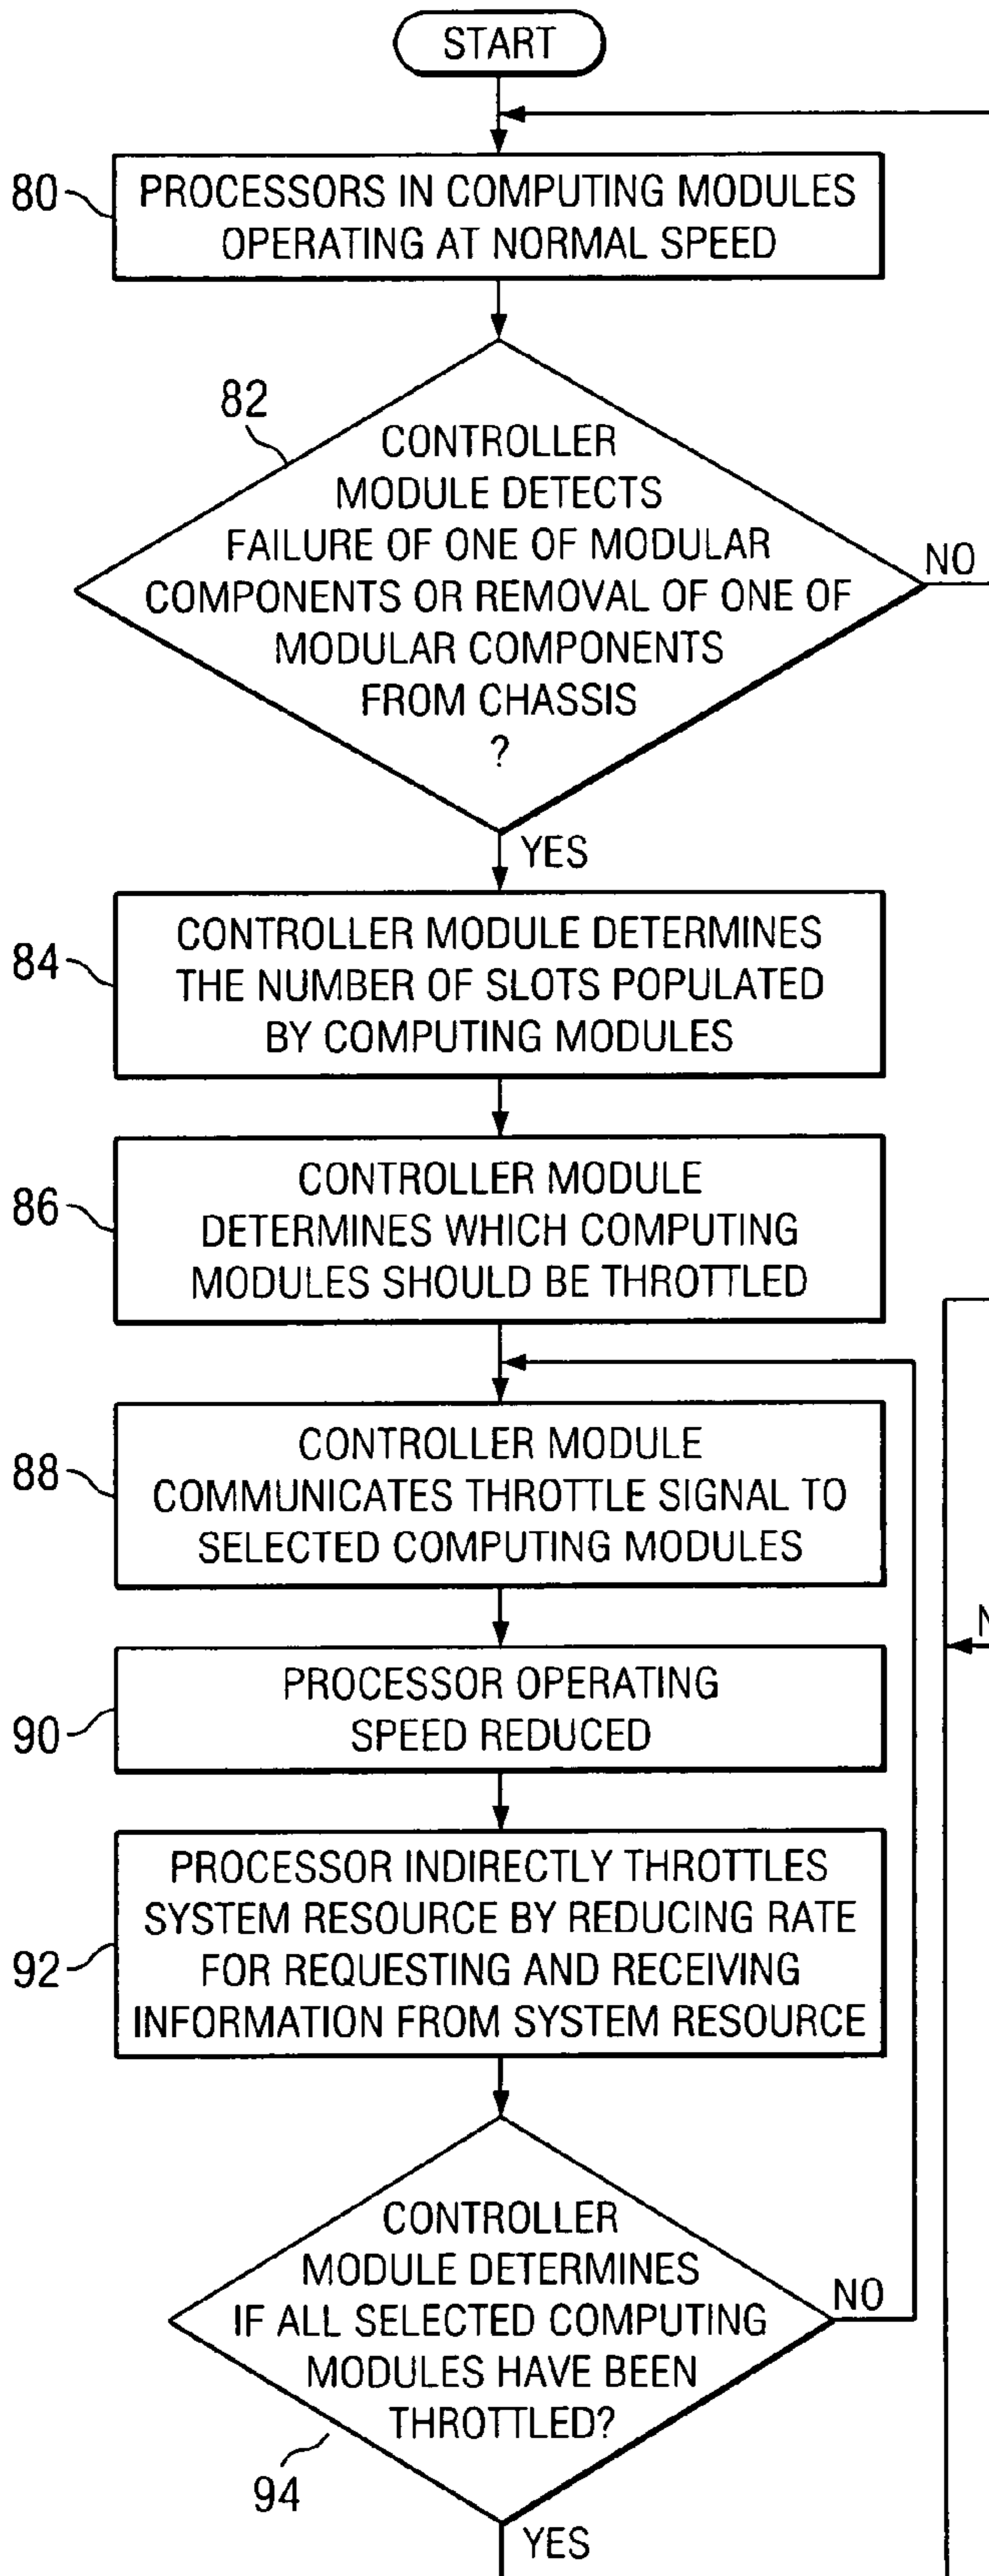 START
80
PROCESSORS IN COMPUTING MODULES
OPERATING AT NORMAL SPEED
82
CONTROLLER
MODULE DETECTS
FAILURE OF ONE OF MODULAR
COMPONENTS OR REMOVAL OF ONE OF
MODULAR COMPONENTS
FROM CHASSIS
?
NO
YES
84
CONTROLLER MODULE DETERMINES
THE NUMBER OF SLOTS POPULATED
BY COMPUTING MODULES
86
CONTROLLER MODULE
DETERMINES WHICH COMPUTING
MODULES SHOULD BE THROTTLED
88
CONTROLLER MODULE
COMMUNICATES THROTTLE SIGNAL TO
SELECTED COMPUTING MODULES
90
PROCESSOR OPERATING
SPEED REDUCED
92
PROCESSOR INDIRECTLY THROTTLES
SYSTEM RESOURCE BY REDUCING RATE
FOR REQUESTING AND RECEIVING
INFORMATION FROM SYSTEM RESOURCE
CONTROLLER
MODULE DETERMINES
IF ALL SELECTED COMPUTING
MODULES HAVE BEEN
THROTTLED?
NO
94
YES